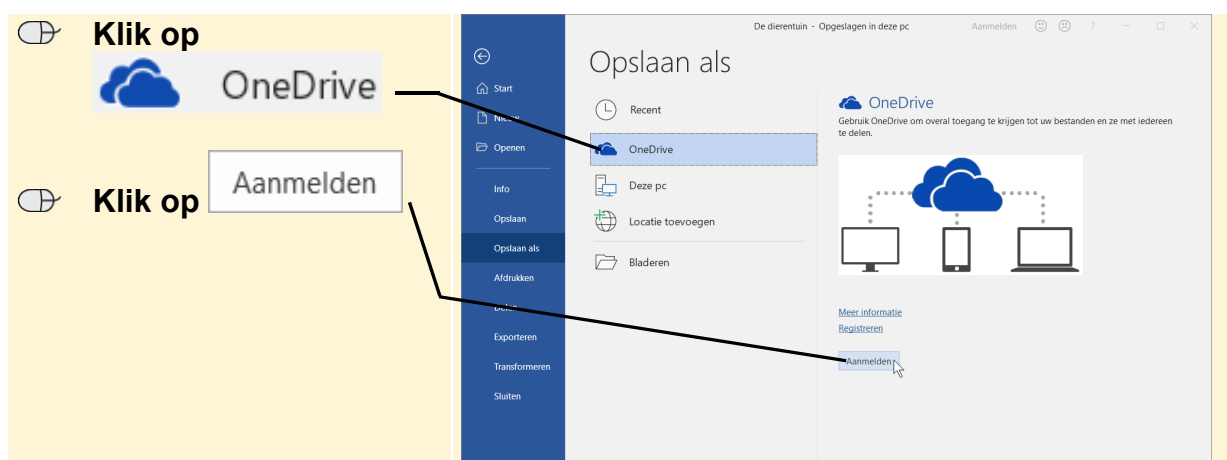 Klik op
OneDrive
Klik op Aanmelden
De dierentuin - Opgeslagen in deze pc
Aanmelden
?
Start
Nieuw
Openen
Info
Opslaan
Opslaan als
Afdrukken
Delen
Exporteren
Transformeren
Sluiten
Opslaan als
Recent
OneDrive
Deze pc
Locatie toevoegen
Bladeren
OneDrive
Gebruik OneDrive om overal toegang te krijgen tot uw bestanden en ze met iedereen
te delen.
Meer informatie
Registreren
Aanmelden